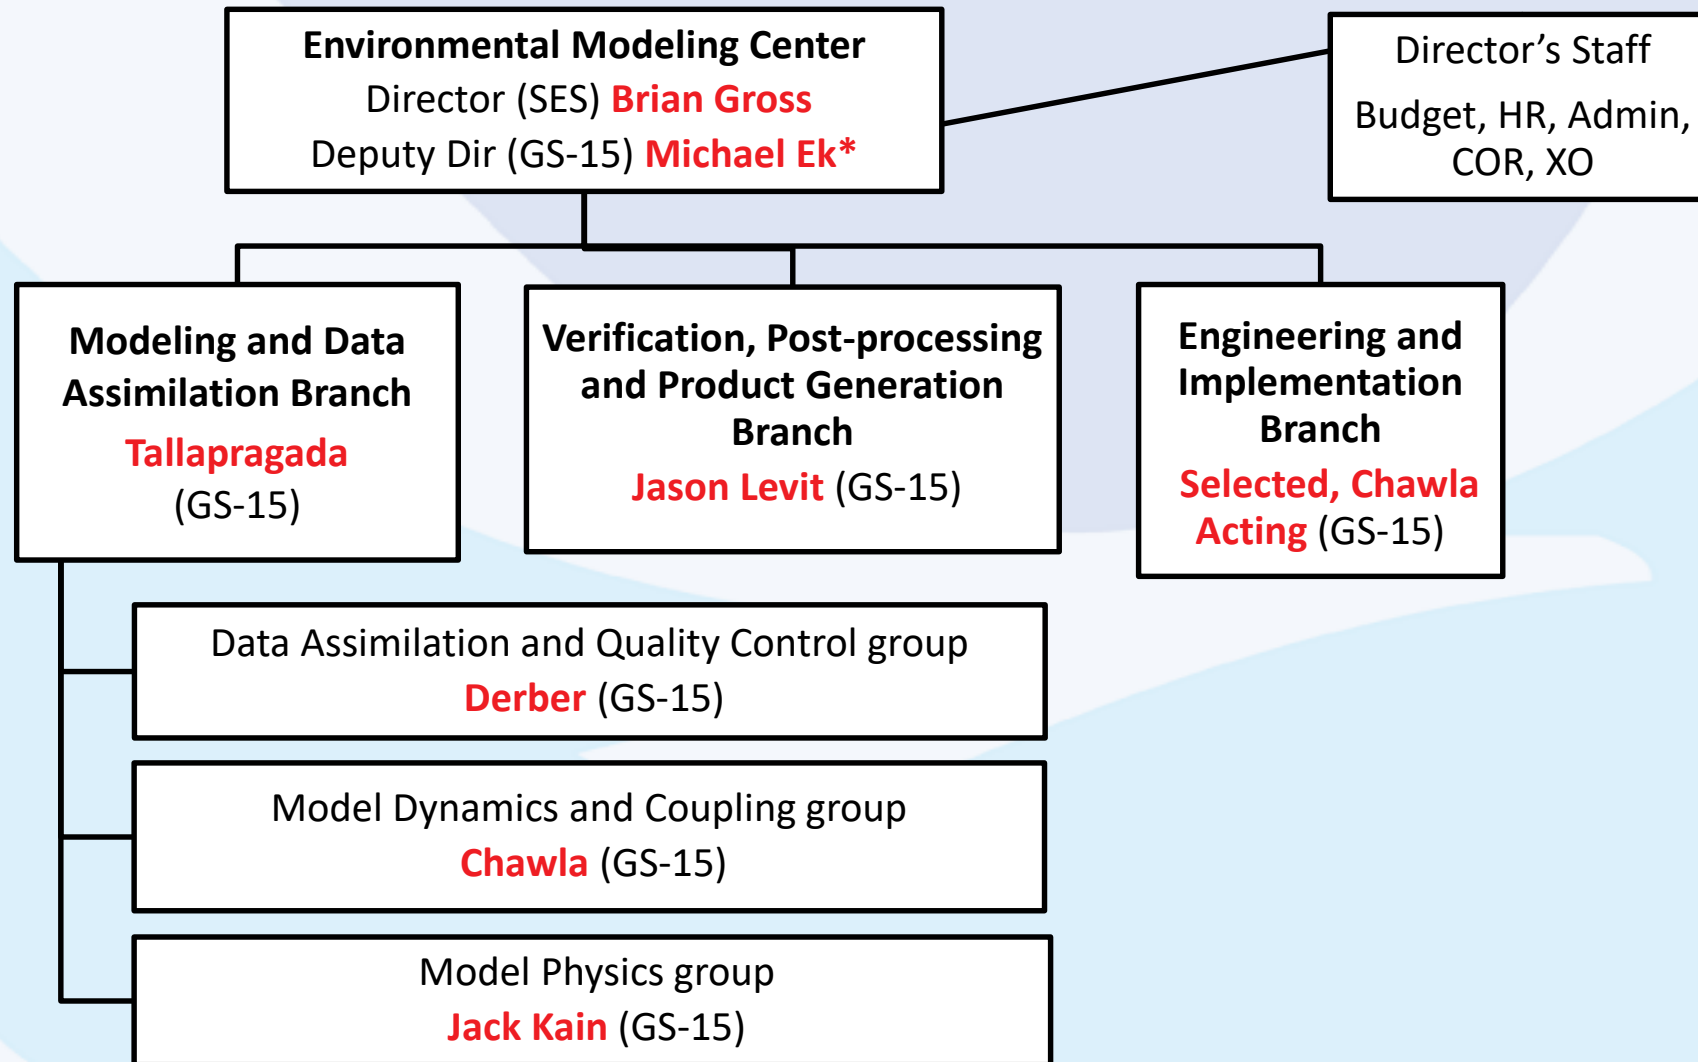 Environmental Modeling Center
Director (SES) Brian Gross
Deputy Dir (GS-15) Michael Ek*
Director’s Staff
Budget, HR, Admin,
COR, XO
Modeling and Data
Assimilation Branch
Tallapragada
(GS-15)
Verification, Post-processing
and Product Generation
Branch
Jason Levit (GS-15)
Engineering and
Implementation
Branch
Selected, Chawla
Acting (GS-15)
Data Assimilation and Quality Control group
Derber (GS-15)
Model Dynamics and Coupling group
Chawla (GS-15)
Model Physics group
Jack Kain (GS-15)